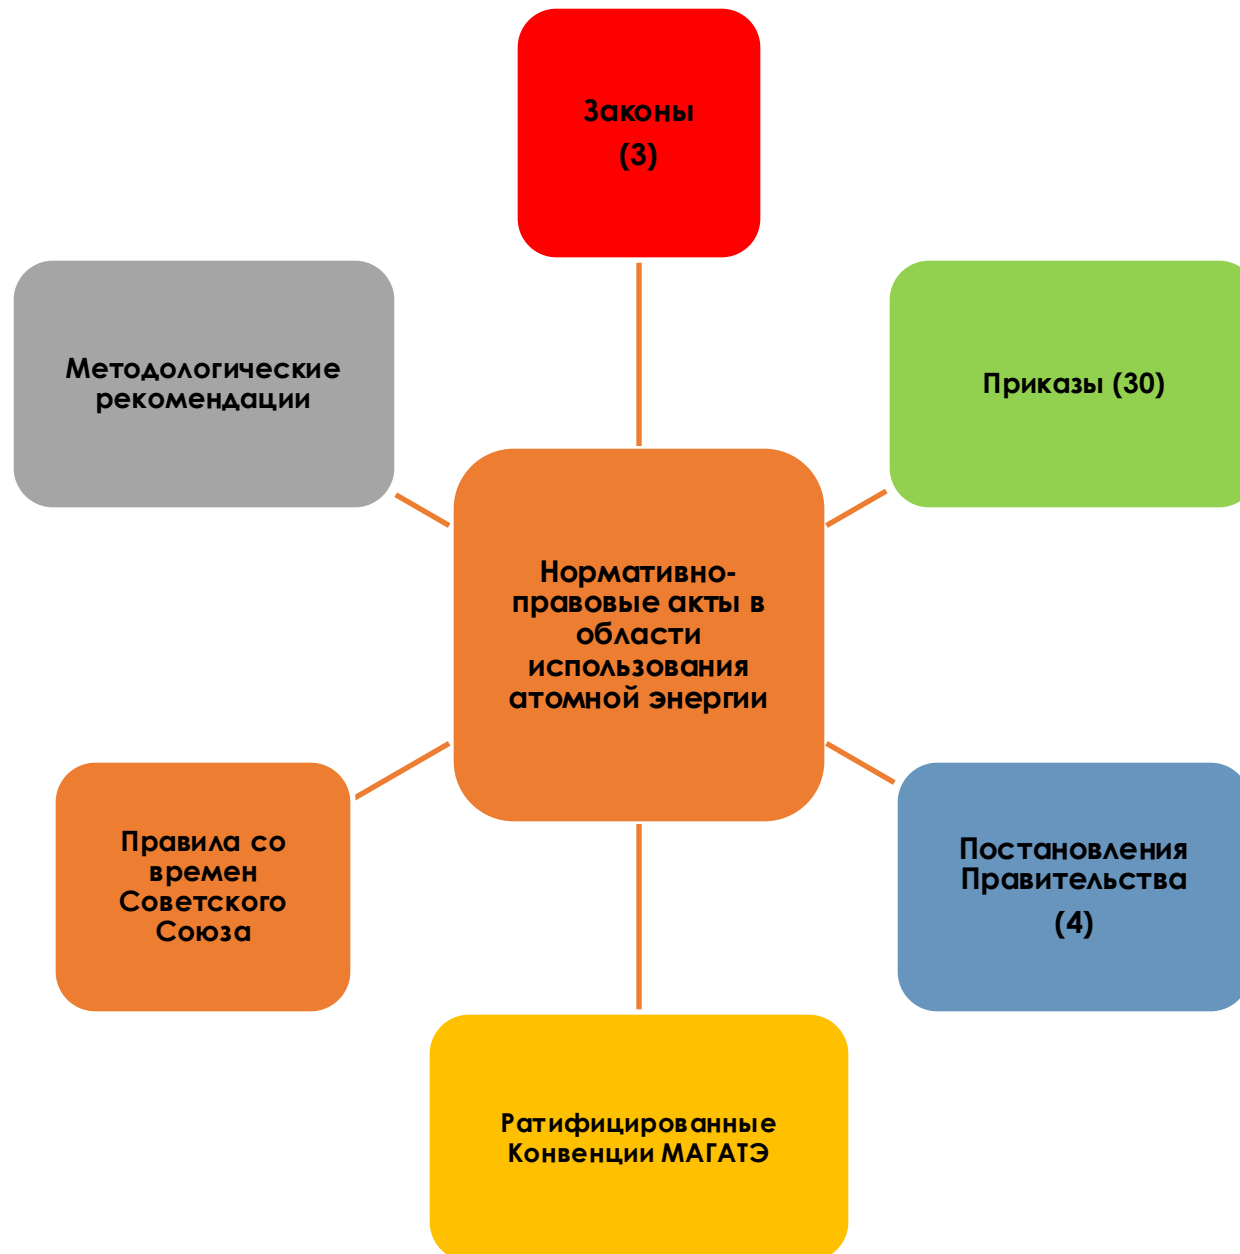 Законы
(3)
Методологические
рекомендации
Приказы (30)
Нормативно-
правовые акты в
области
использования
атомной энергии
Правила со
времен
Советского
Союза
Постановления
Правительства
(4)
Ратифицированные
Конвенции МАГАТЭ